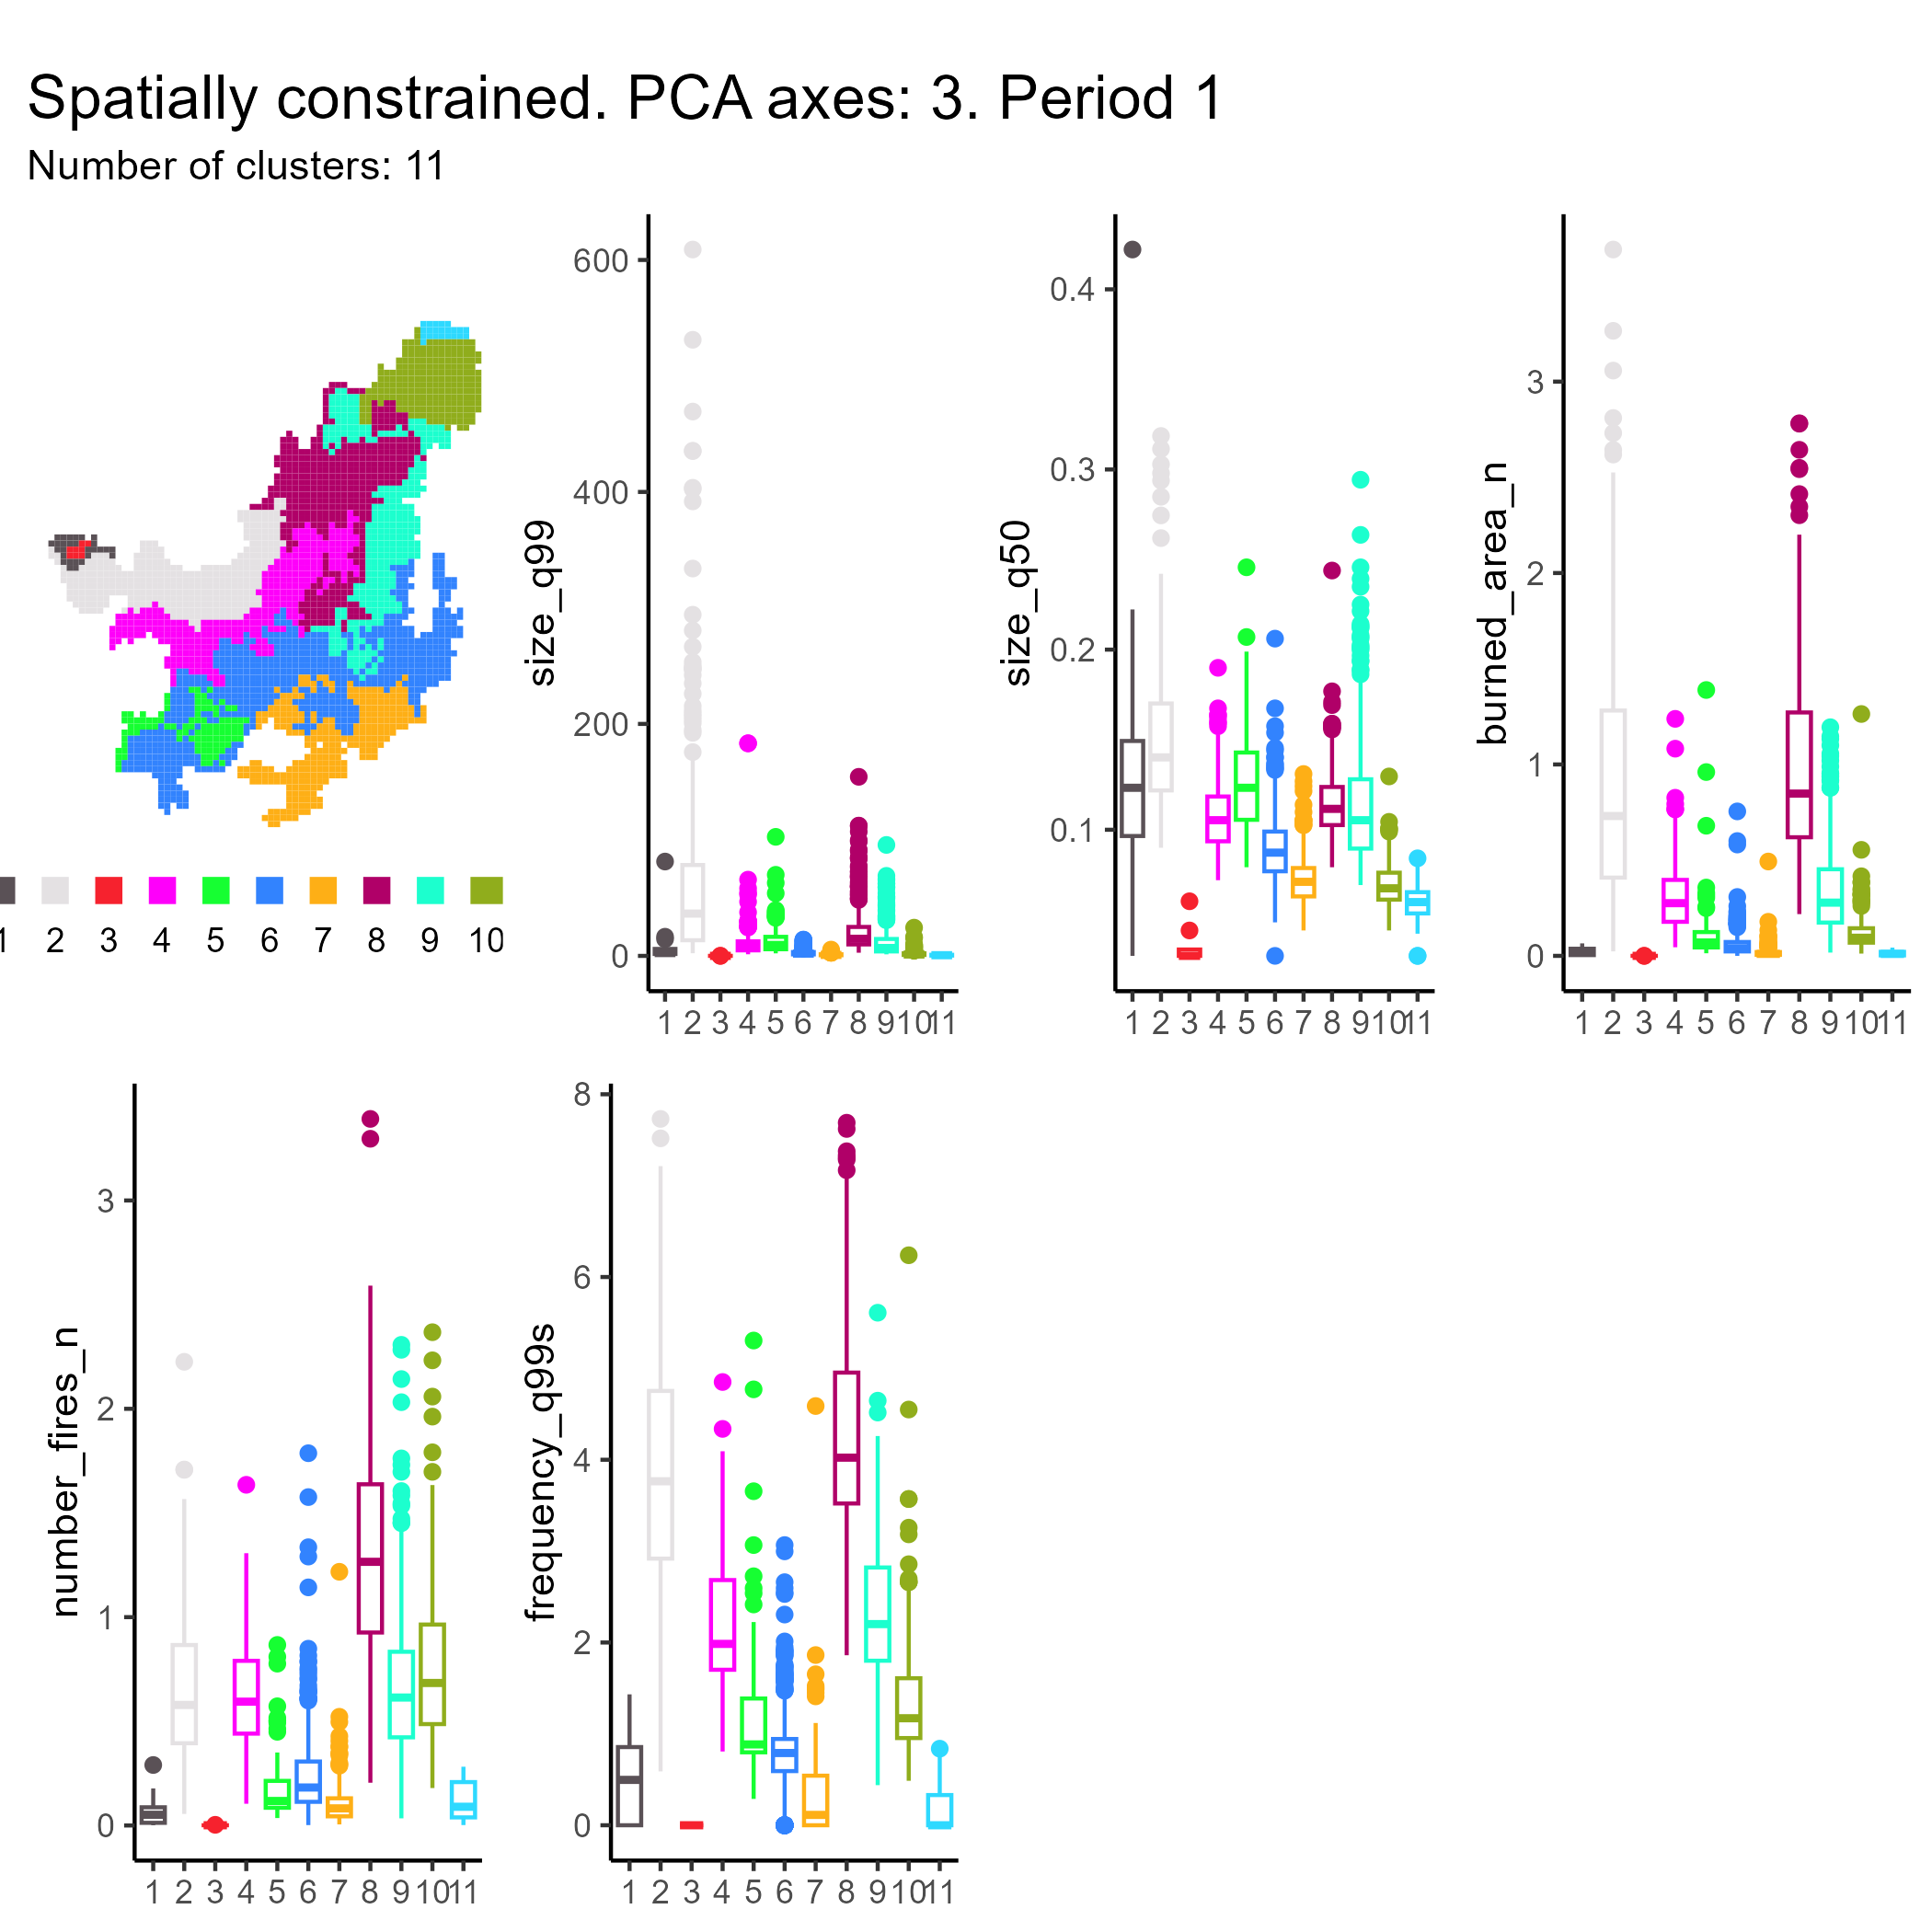 Spatially constrained. PCA axes: 3. Period 1
Number of clusters: 11
1 2 3 4 5 6 7 8 9 10
size_q99
600
400
200
0
1 2 3 4 5 6 7 8 9 10 11
size_q50
0.4
0.3
0.2
0.1
1 2 3 4 5 6 7 8 9 10 11
burned_area_n
3
2
1
0
1 2 3 4 5 6 7 8 9 10 11
number_fires_n
3
2
1
0
1 2 3 4 5 6 7 8 9 10 11
frequency_q99s
8
6
4
2
0
1 2 3 4 5 6 7 8 9 10 11